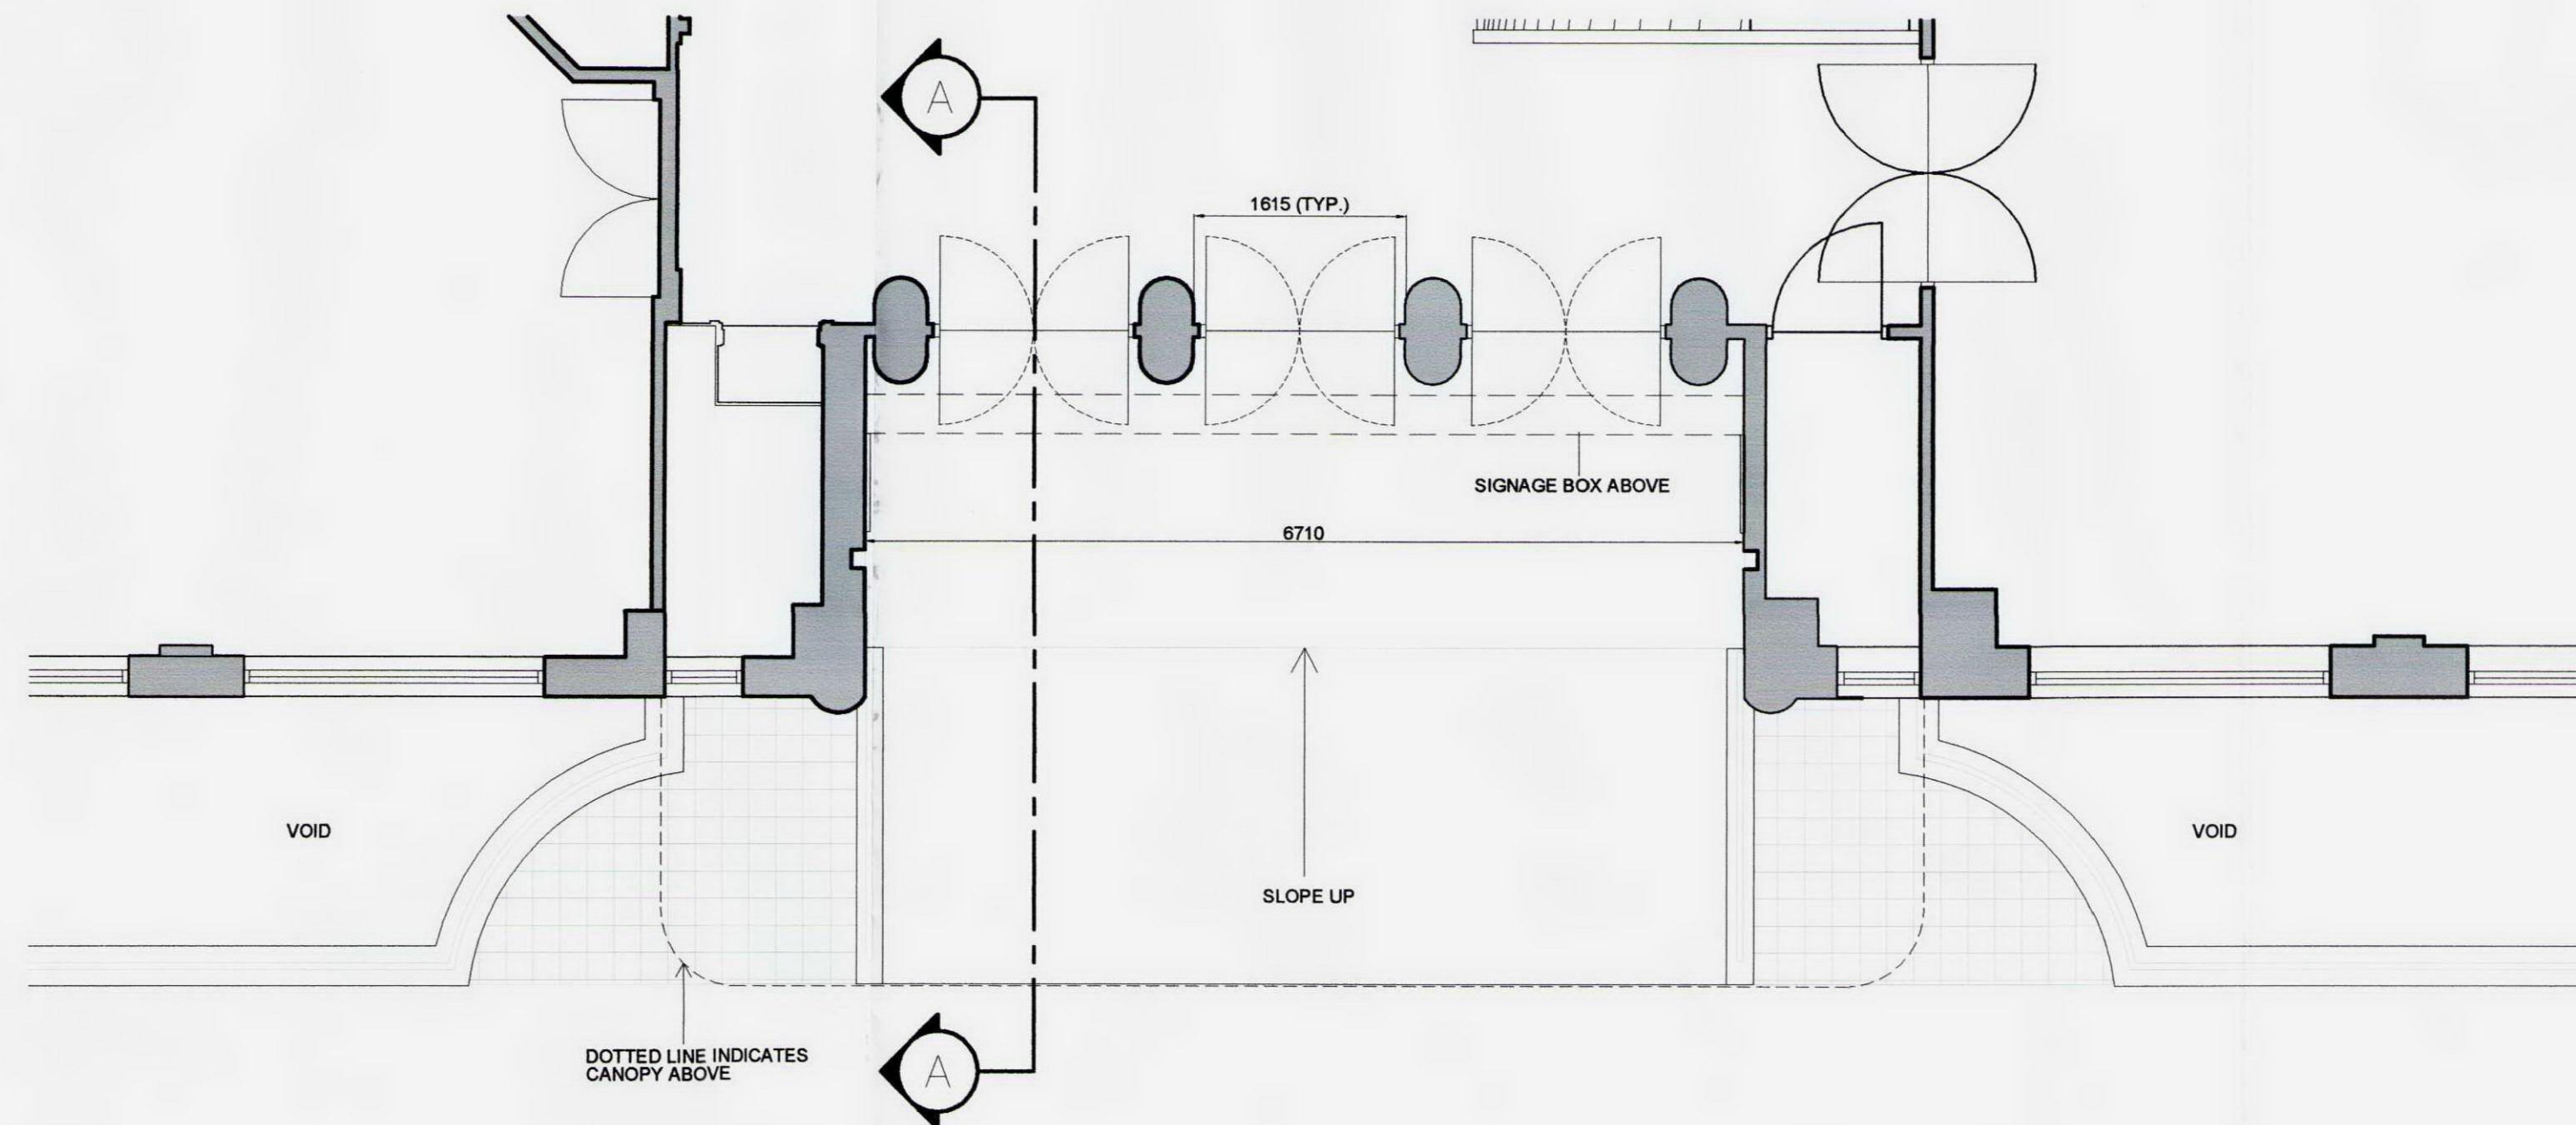 A
1615 (TYP.)
SIGNAGE BOX ABOVE
6710
VOID
VOID
SLOPE UP
DOTTED LINE INDICATES
CANOPY ABOVE
A